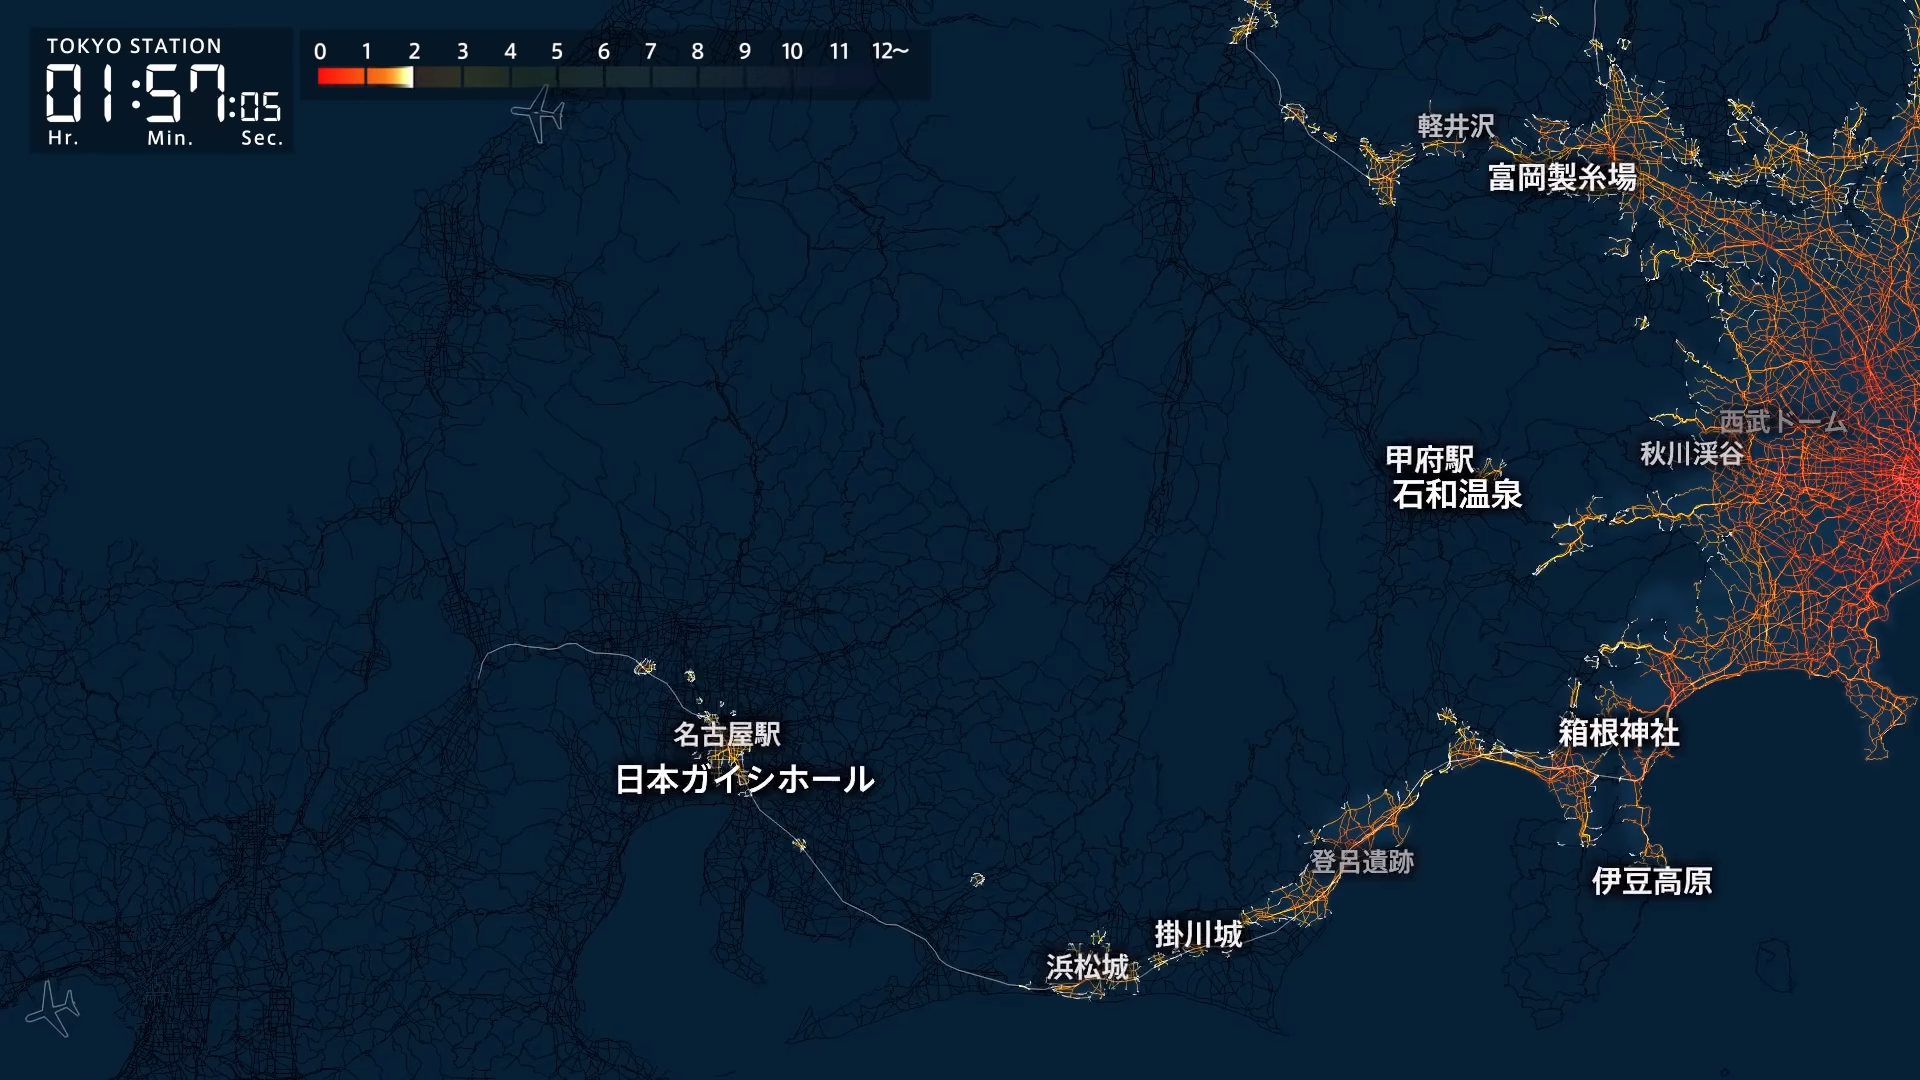 TOKYO STATION
01:57:05
Hr. Min. Sec.
0 1 2 3 4 5 6 7 8 9 10 11 12~
軽井沢
富岡製糸場
西武ドーム
秋川渓谷
甲府駅
石和温泉
名古屋駅
日本ガイシホール
箱根神社
登呂遺跡
伊豆高原
掛川城
浜松城